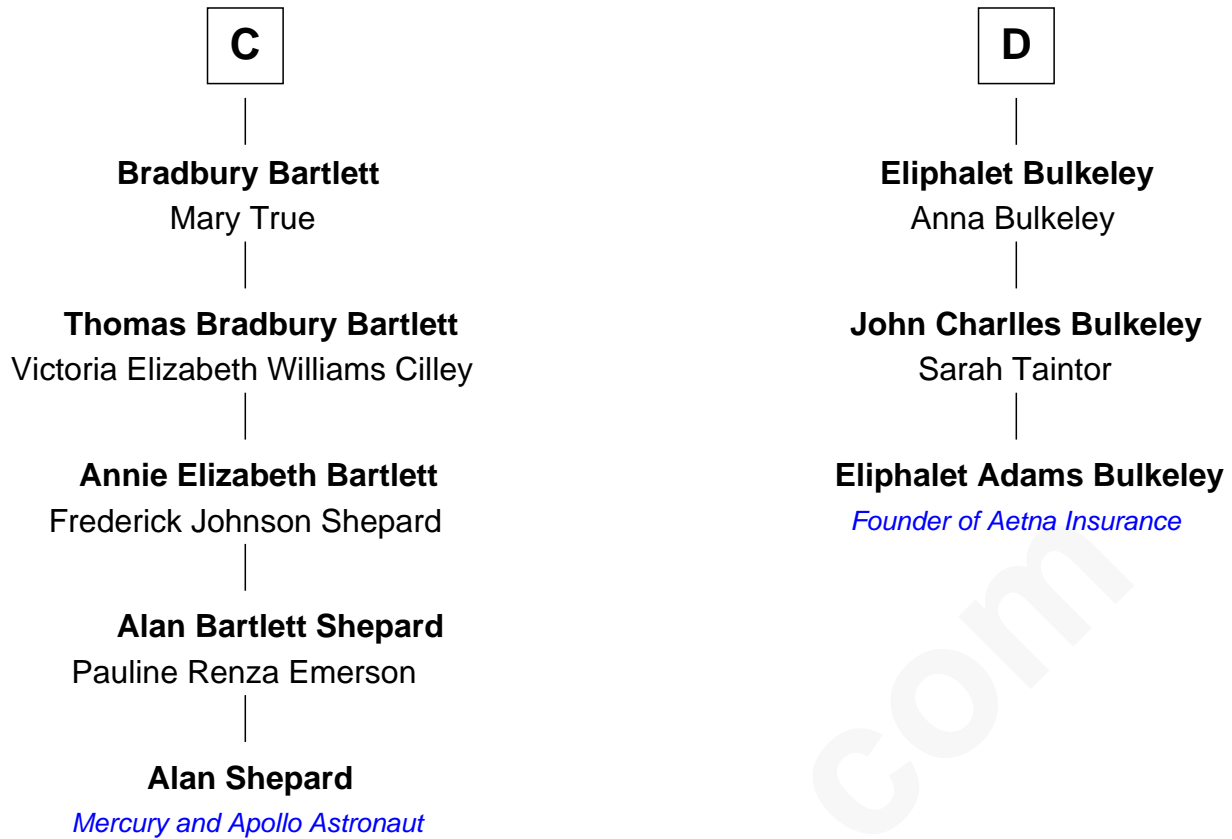 C
Bradbury Bartlett
Mary True
Thomas Bradbury Bartlett
Victoria Elizabeth Williams Cilley
Annie Elizabeth Bartlett
Frederick Johnson Shepard
Alan Bartlett Shepard
Pauline Renza Emerson
Alan Shepard
Mercury and Apollo Astronaut
D
Eliphalet Bulkeley
Anna Bulkeley
John Charlles Bulkeley
Sarah Taintor
Eliphalet Adams Bulkeley
Founder of Aetna Insurance
com